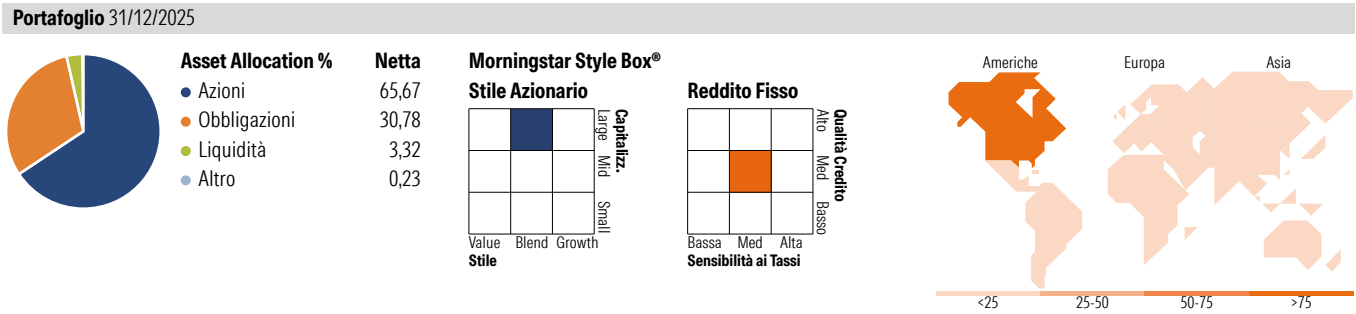 Portafoglio 31/12/2025
Asset Allocation % Netta
Azioni 65,67
Obbligazioni 30,78
Liquidità 3,32
Altro 0,23
Morningstar Style Box®
Stile Azionario
Large Mid Small
Capitalizz.
Value Blend Growth
Stile
Reddito Fisso
Alto Med Basso
Qualità Credito
Bassa Med Alta
Sensibilità ai Tassi
Americhe Europa Asia
<25 25-50 50-75 >75